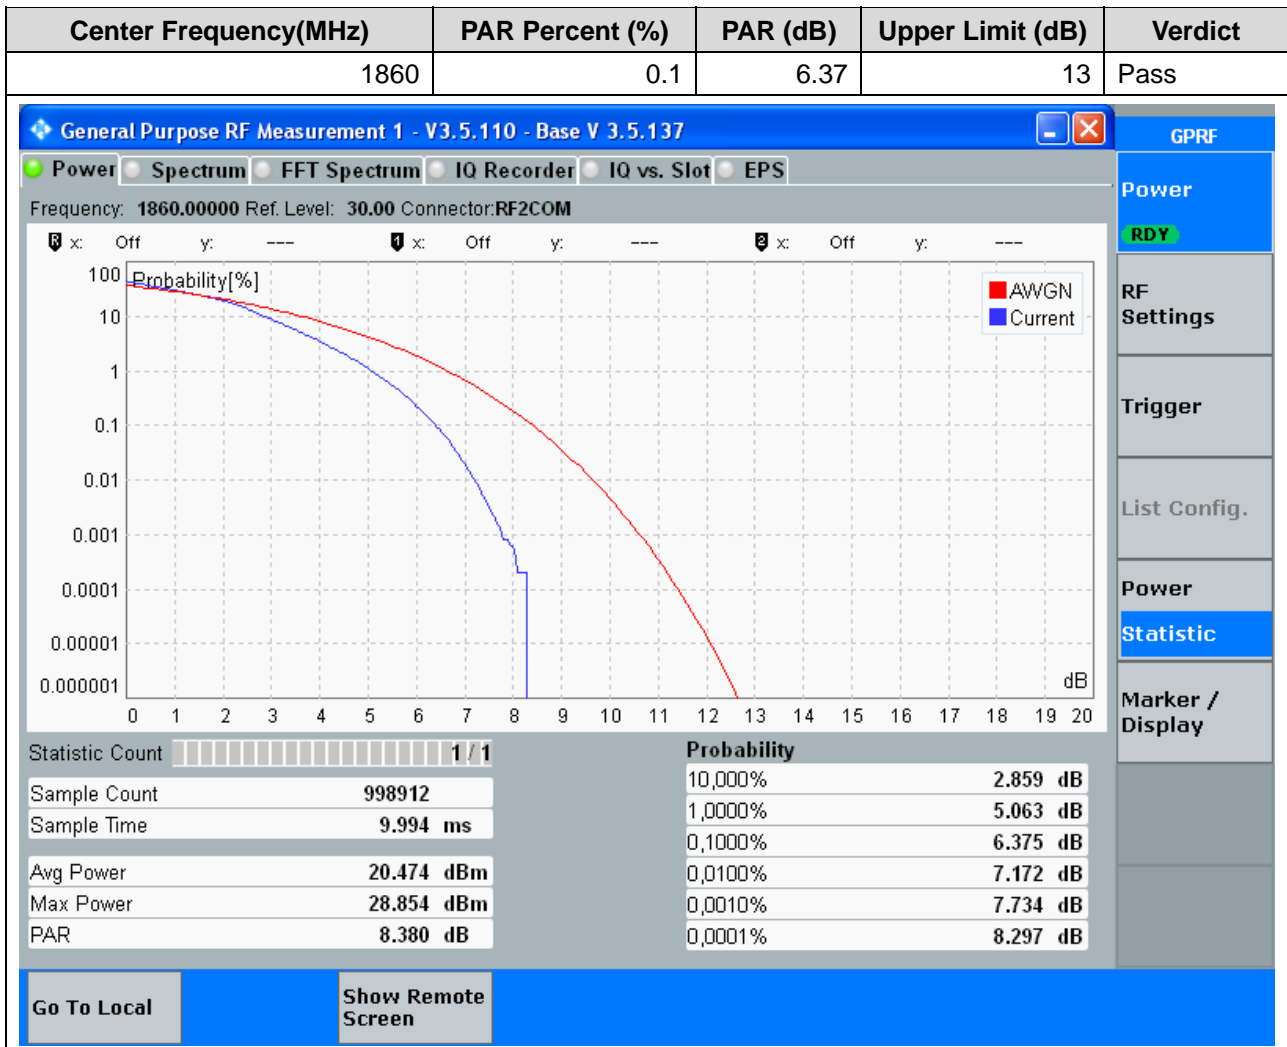 Center Frequency(MHz) PAR Percent (%) PAR (dB) Upper Limit (dB) Verdict
1860 0.1 6.37 13 Pass
General Purpose RF Measurement 1 - V3.5.110 - Base V 3.5.137
GPRF
Power Spectrum FFT Spectrum IQ Recorder IQ vs. Slot EPS
Power
RDY
Frequency: 1860.00000 Ref. Level: 30.00 Connector:RF2COM
R x: Off y: --- 1 x: Off y: --- 2 x: Off y: ---
Probability[%]
AWGN
Current
100
10
1
0.1
0.01
0.001
0.0001
0.00001
0.000001
dB
0 1 2 3 4 5 6 7 8 9 10 11 12 13 14 15 16 17 18 19 20
RF
Settings
Trigger
List Config.
Power
Statistic
Marker /
Display
Statistic Count 1 / 1
Sample Count 998912
Sample Time 9.994 ms
Avg Power 20.474 dBm
Max Power 28.854 dBm
PAR 8.380 dB
Probability
10,000% 2.859 dB
1,0000% 5.063 dB
0,1000% 6.375 dB
0,0100% 7.172 dB
0,0010% 7.734 dB
0,0001% 8.297 dB
Go To Local
Show Remote
Screen